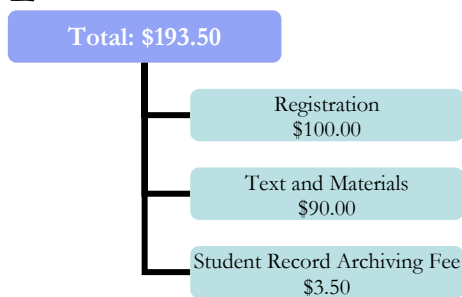 Total: $193.50
Registration
$100.00
Text and Materials
$90.00
Student Record Archiving Fee
$3.50